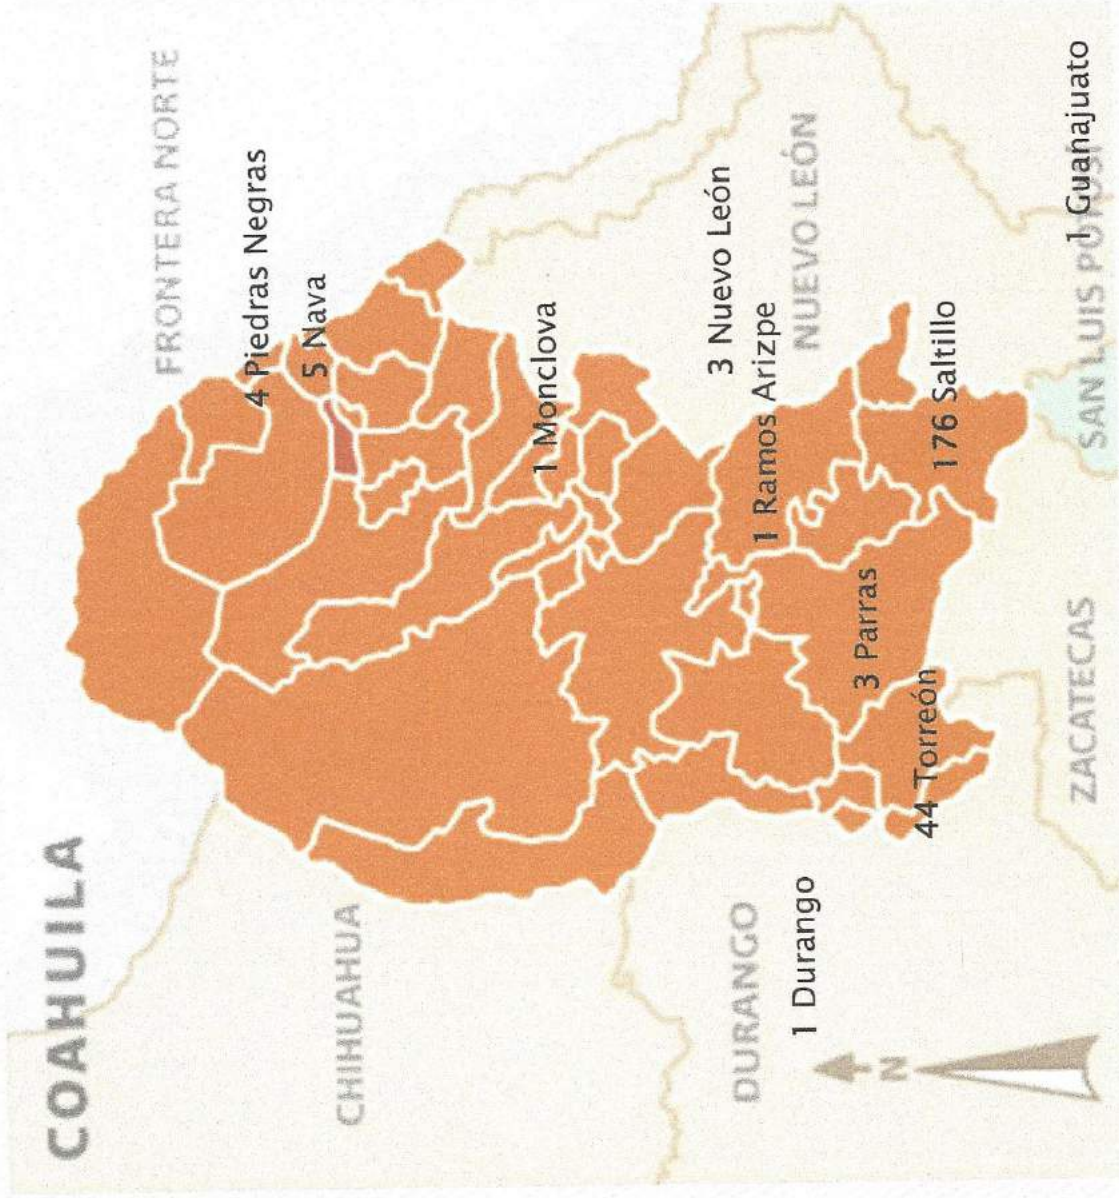 COAHUILA
FRONTERA NORTE
4 Piedras Negras
5 Nava
CHIHUAHUA
1 Monclova
3 Nuevo León
1 Ramos
Arizpe
NUEVO LEÓN
DURANGO
1 Durango
3 Parras
44 Torreón
176 Saltillo
N
ZACATECAS
SAN LUIS POTOSÍ
1 Guanajuato